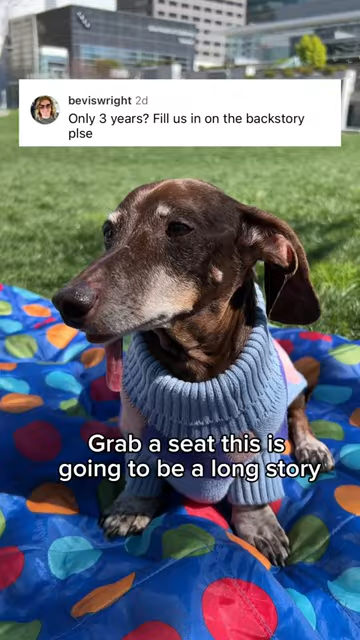 beviswright 2d
Only 3 years? Fill us in on the backstory
plse
Grab a seat this is
going to be a long story